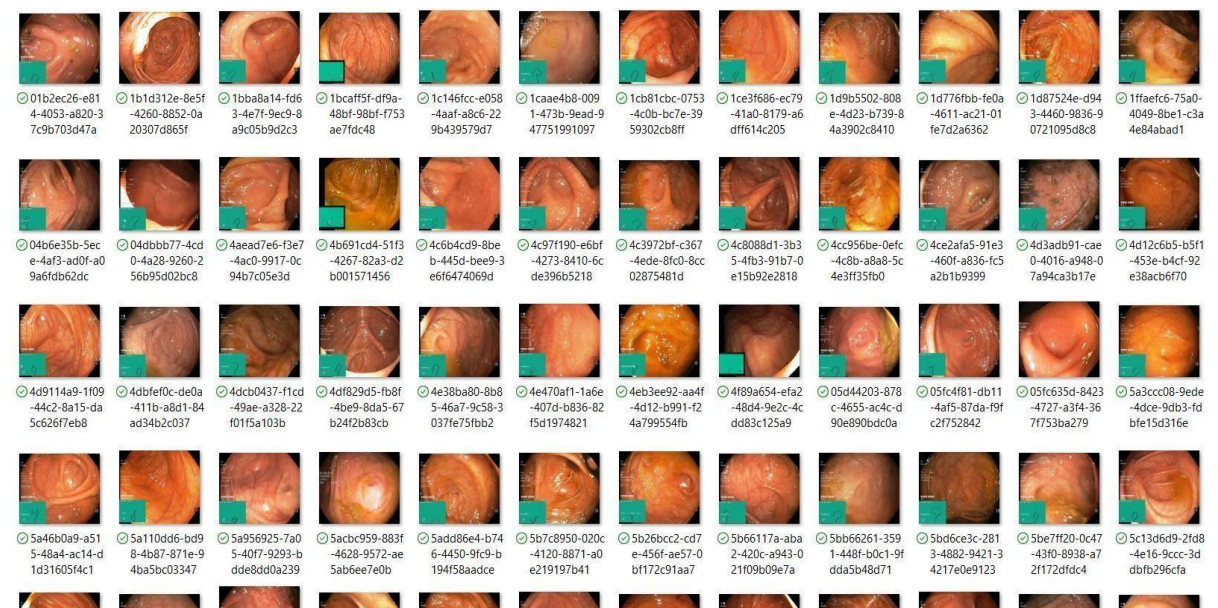 01b2ec26-e81 1b1d312e-8e5f 1bba8a14-fd6 1bcaff5f-df9a- 1c146fcc-e058 1caae4b8-009 1cb81cbc-0753 1ce3f686-ec79 1d9b5502-808 1d776fbb-fe0a 1d87524e-d94 1ffaefc6-75a0-
4-4053-a820-3 -4260-8852-0a 3-4e7f-9ec9-8 48bf-98bf-f753 -4aaf-a8c6-22 1-473b-9ead-9 -4c0b-bc7e-39 -41a0-8179-a6 e-4d23-b739-8 -4611-ac21-01 3-4460-9836-9 4049-8be1-c3a
7c9b703d47a 20307d865f a9c05b9d2c3 ae7fdc48 9b439579d7 47751991097 59302cb8ff dff614c205 4a3902c8410 fe7d2a6362 0721095d8c8 4e84abad1
04b6e35b-5ec 04dbbb77-4cd 4aead7e6-f3e7 4b691cd4-51f3 4c6b4cd9-8be 4c97f190-e6bf 4c3972bf-c367 4c8088d1-3b3 4cc956be-0efc 4ce2afa5-91e3 4d3adb91-cae 4d12c6b5-b5f1
e-4af3-ad0f-a0 0-4a28-9260-2 -4ac0-9917-0c -4267-82a3-d2 b-445d-bee9-3 -4273-8410-6c -4ede-8fc0-8cc 5-4fb3-91b7-0 -4c8b-a8a8-5c -460f-a836-fc5 0-4016-a948-0 -453e-b4cf-92
9a6fdb62dc 56b95d02bc8 94b7c05e3d b001571456 e6f6474069d de396b5218 02875481d e15b92e2818 4e3ff35fb0 a2b1b9399 7a94ca3b17e e38acb6f70
4d9114a9-1f09 4dbfef0c-de0a 4dcb0437-f1cd 4df829d5-fb8f 4e38ba80-8b8 4e470af1-1a6e 4eb3ee92-aa4f 4f89a654-efa2 05d44203-878 05fc4f81-db11 05fc635d-8423 5a3ccc08-9ede
-44c2-8a15-da -411b-a8d1-84 -49ae-a328-22 -4be9-8da5-67 5-46a7-9c58-3 -407d-b836-82 -4d12-b991-f2 -48d4-9e2c-4c c-4655-ac4c-d -4af5-87da-f9f -4727-a3f4-36 -4dce-9db3-fd
5c626f7eb8 ad34b2c037 f01f5a103b b24f2b83cb 037fe75fbb2 f5d1974821 4a799554fb dd83c125a9 90e890bdc0a c2f752842 7f753ba279 bfe15d316e
5a46b0a9-a51 5a110dd6-bd9 5a956925-7a0 5acbc959-883f 5add86e4-b74 5b7c8950-020c 5b26bcc2-cd7 5b66117a-aba 5bb66261-359 5bd6ce3c-281 5be7ff20-0c47 5c13d6d9-2fd8
5-48a4-ac14-d 8-4b87-871e-9 5-40f7-9293-b -4628-9572-ae 6-4450-9fc9-b -4120-8871-a0 e-456f-ae57-0 2-420c-a943-0 1-448f-b0c1-9f 3-4882-9421-3 -43f0-8938-a7 -4e16-9ccc-3d
1d31605f4c1 4ba5bc03347 dde8dd0a239 5ab6ee7e0b 194f58aadce e219197b41 bf172c91aa7 21f09b09e7a dda5b48d71 4217e0e9123 2f172dfdc4 dbfb296cfa